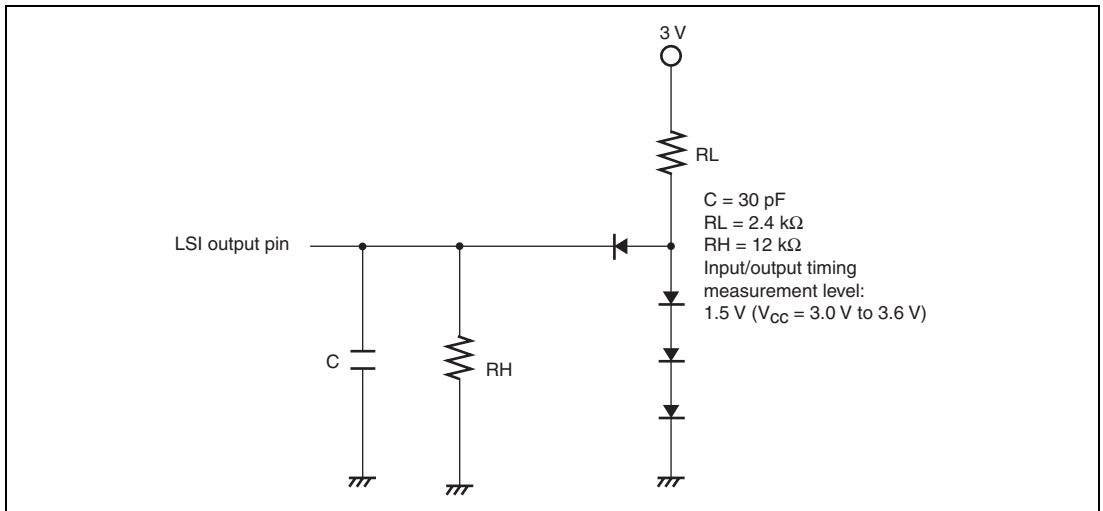 3 V
RL
C = 30 pF
RL = 2.4 kΩ
RH = 12 kΩ
Input/output timing
measurement level:
1.5 V (VCC = 3.0 V to 3.6 V)
LSI output pin
C
RH